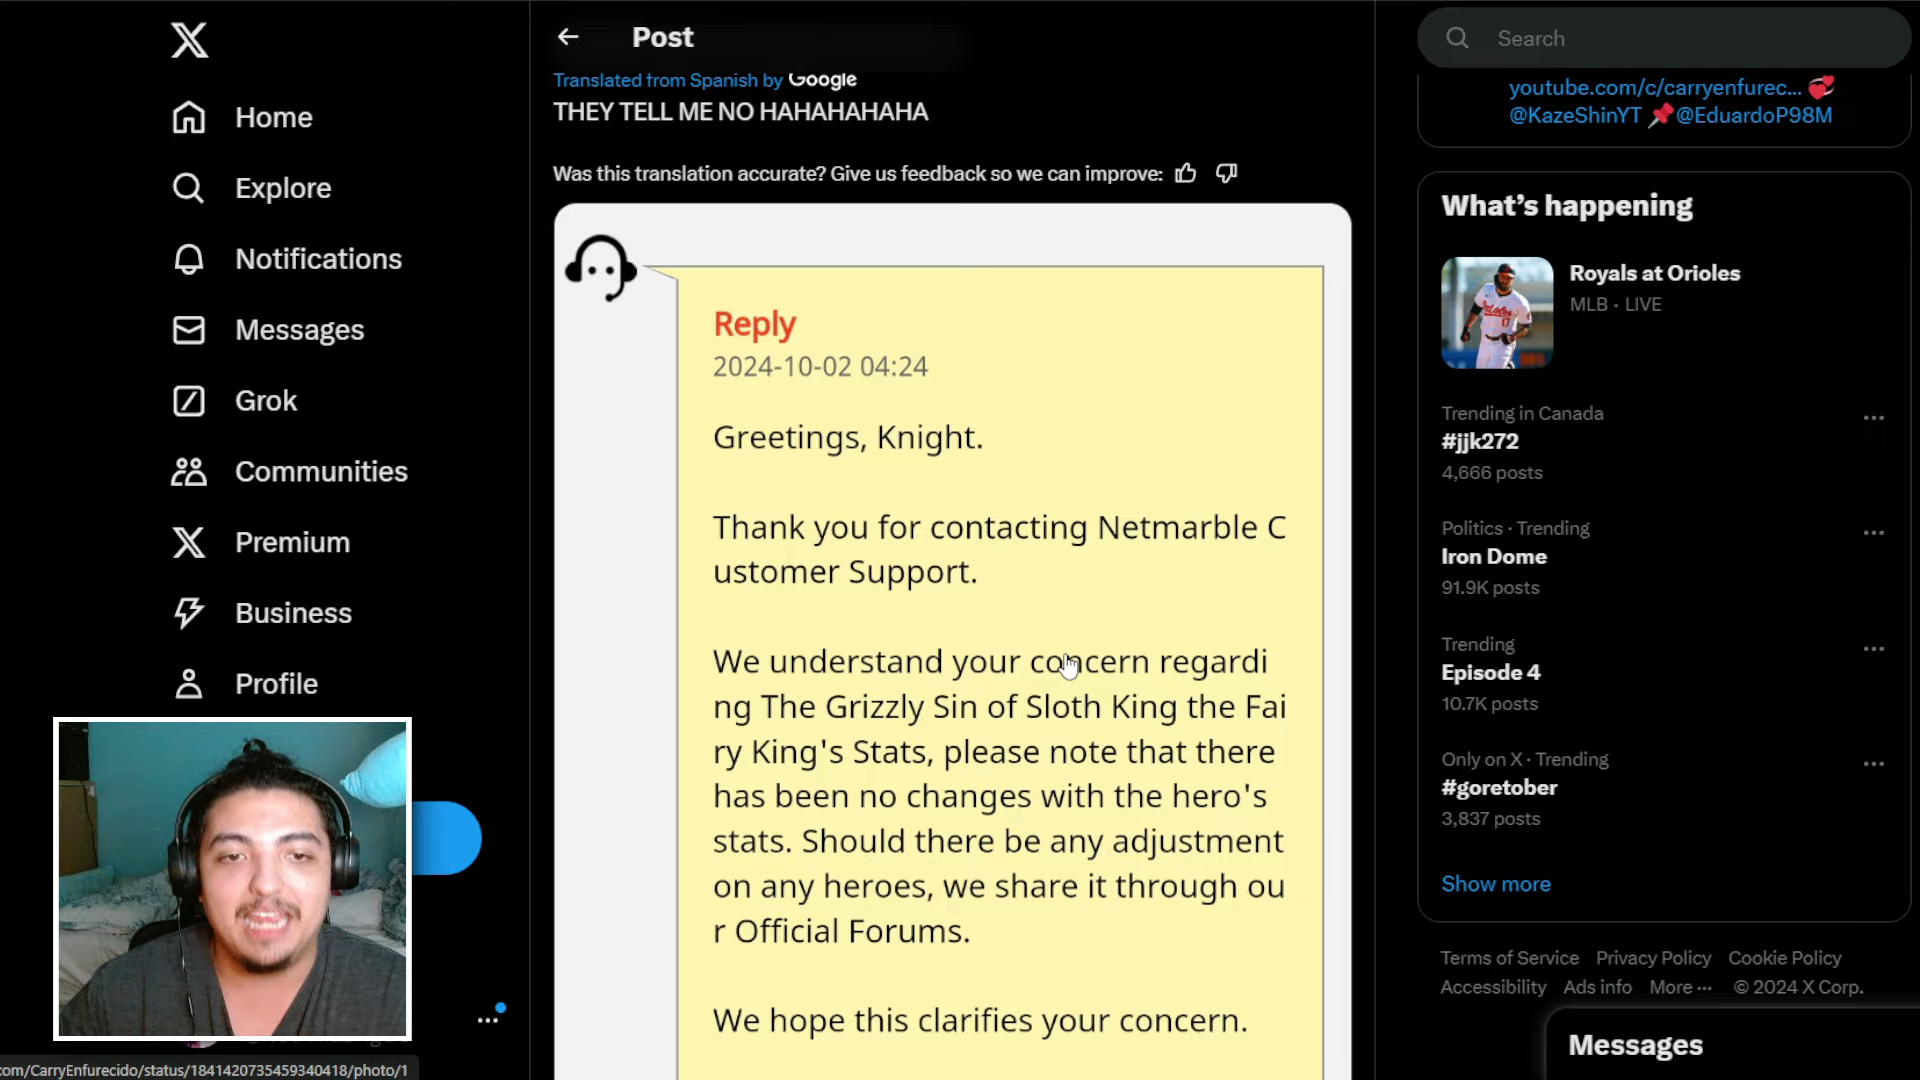 Post
Search
Translated from Spanish by Google
THEY TELL ME NO HAHAHAHAHA
Was this translation accurate? Give us feedback so we can improve:
Home
Explore
Notifications
Messages
Grok
Communities
Premium
Business
Profile
Reply
2024-10-02 04:24
Greetings, Knight.
Thank you for contacting Netmarble C
ustomer Support.
We understand your concern regardi
ng The Grizzly Sin of Sloth King the Fai
ry King's Stats, please note that there
has been no changes with the hero's
stats. Should there be any adjustment
on any heroes, we share it through ou
r Official Forums.
We hope this clarifies your concern.
youtube.com/c/carryenfurec...
@KazeShinYT @EduardoP98M
What's happening
Royals at Orioles
MLB · LIVE
Trending in Canada
#jjk272
4,666 posts
Politics · Trending
Iron Dome
91.9K posts
Trending
Episode 4
10.7K posts
Only on X · Trending
#goretober
3,837 posts
Show more
Terms of Service Privacy Policy Cookie Policy
Accessibility Ads info More ··· © 2024 X Corp.
Messages
com/CarryEnfurecido/status/1841420735459340418/photo/1